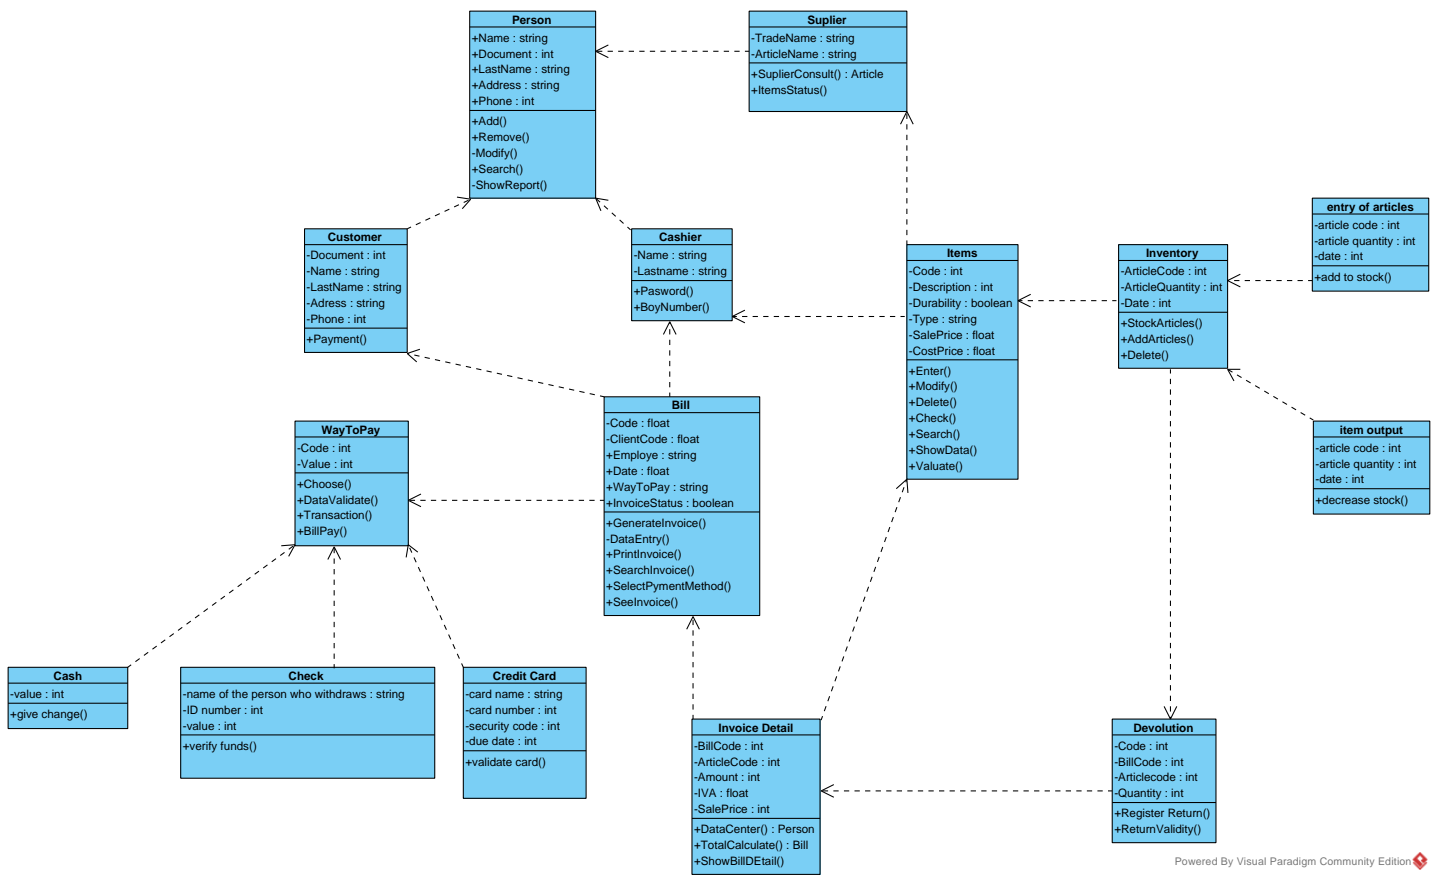 Person
+Name : string
+Document : int
+LastName : string
+Address : string
+Phone : int
+Add()
+Remove()
-Modify()
+Search()
-ShowReport()
Suplier
-TradeName : string
-ArticleName : string
+SuplierConsult() : Article
+ItemsStatus()
Customer
-Document : int
-Name : string
-LastName : string
-Adress : string
-Phone : int
+Payment()
Cashier
-Name : string
-Lastname : string
+Pasword()
+BoyNumber()
Items
-Code : int
-Description : int
-Durability : boolean
-Type : string
-SalePrice : float
-CostPrice : float
+Enter()
+Modify()
+Delete()
+Check()
+Search()
+ShowData()
+Valuate()
Inventory
-ArticleCode : int
-ArticleQuantity : int
-Date : int
+StockArticles()
+AddArticles()
+Delete()
entry of articles
-article code : int
-article quantity : int
-date : int
+add to stock()
item output
-article code : int
-article quantity : int
-date : int
+decrease stock()
Bill
-Code : float
-ClientCode : float
+Employe : string
+Date : float
+WayToPay : string
+InvoiceStatus : boolean
+GenerateInvoice()
-DataEntry()
+PrintInvoice()
+SearchInvoice()
+SelectPymentMethod()
+SeeInvoice()
WayToPay
-Code : int
-Value : int
+Choose()
+DataValidate()
+Transaction()
+BillPay()
Cash
-value : int
+give change()
Check
-name of the person who withdraws : string
-ID number : int
-value : int
+verify funds()
Credit Card
-card name : string
-card number : int
-security code : int
-due date : int
+validate card()
Invoice Detail
-BillCode : int
-ArticleCode : int
-Amount : int
-IVA : float
-SalePrice : int
+DataCenter() : Person
+TotalCalculate() : Bill
+ShowBillDEtail()
Devolution
-Code : int
-BillCode : int
-Articlecode : int
-Quantity : int
+Register Return()
+ReturnValidity()
Powered By Visual Paradigm Community Edition